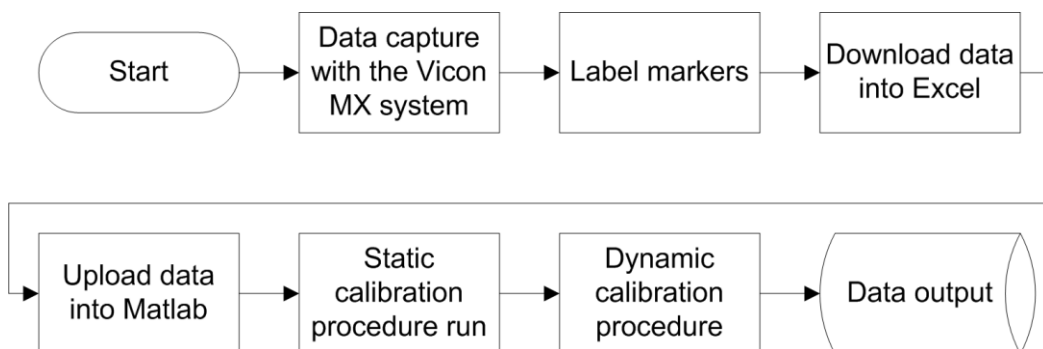 Start
Data capture
with the Vicon
MX system
Label markers
Download data
into Excel
Upload data
into Matlab
Static
calibration
procedure run
Dynamic
calibration
procedure
Data output